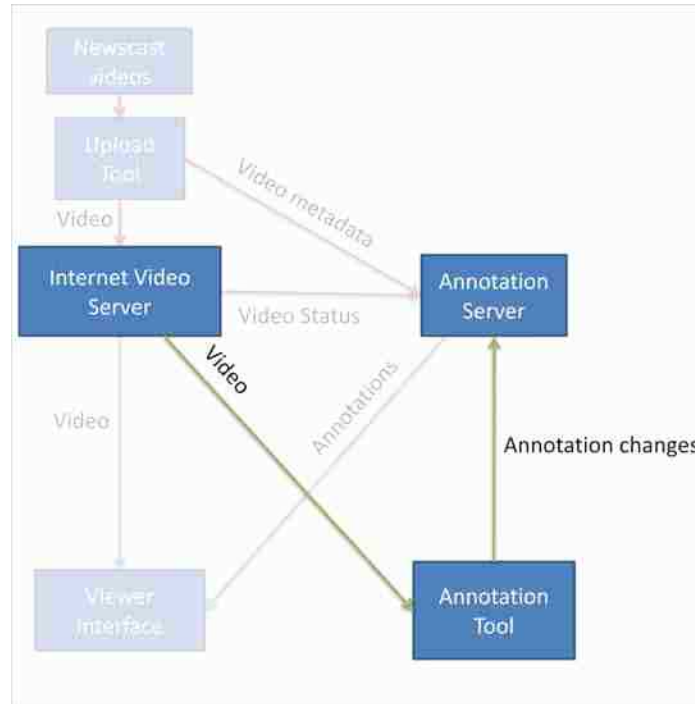 Newscast
videos
Upload
Tool
Video metadata
Video
Internet Video
Server
Annotation
Server
Video Status
Video
Annotations
Video
Annotation changes
Viewer
Interface
Annotation
Tool